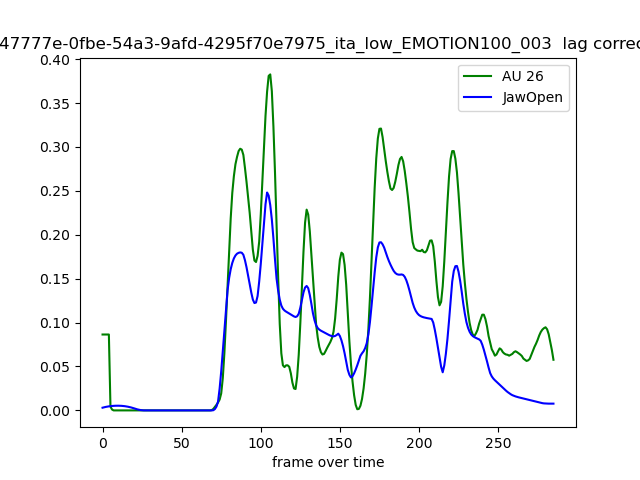 47777e-0fbe-54a3-9afd-4295f70e7975_ita_low_EMOTION100_003 lag correc
AU 26
JawOpen
0.40
0.35
0.30
0.25
0.20
0.15
0.10
0.05
0.00
0 50 100 150 200 250
frame over time